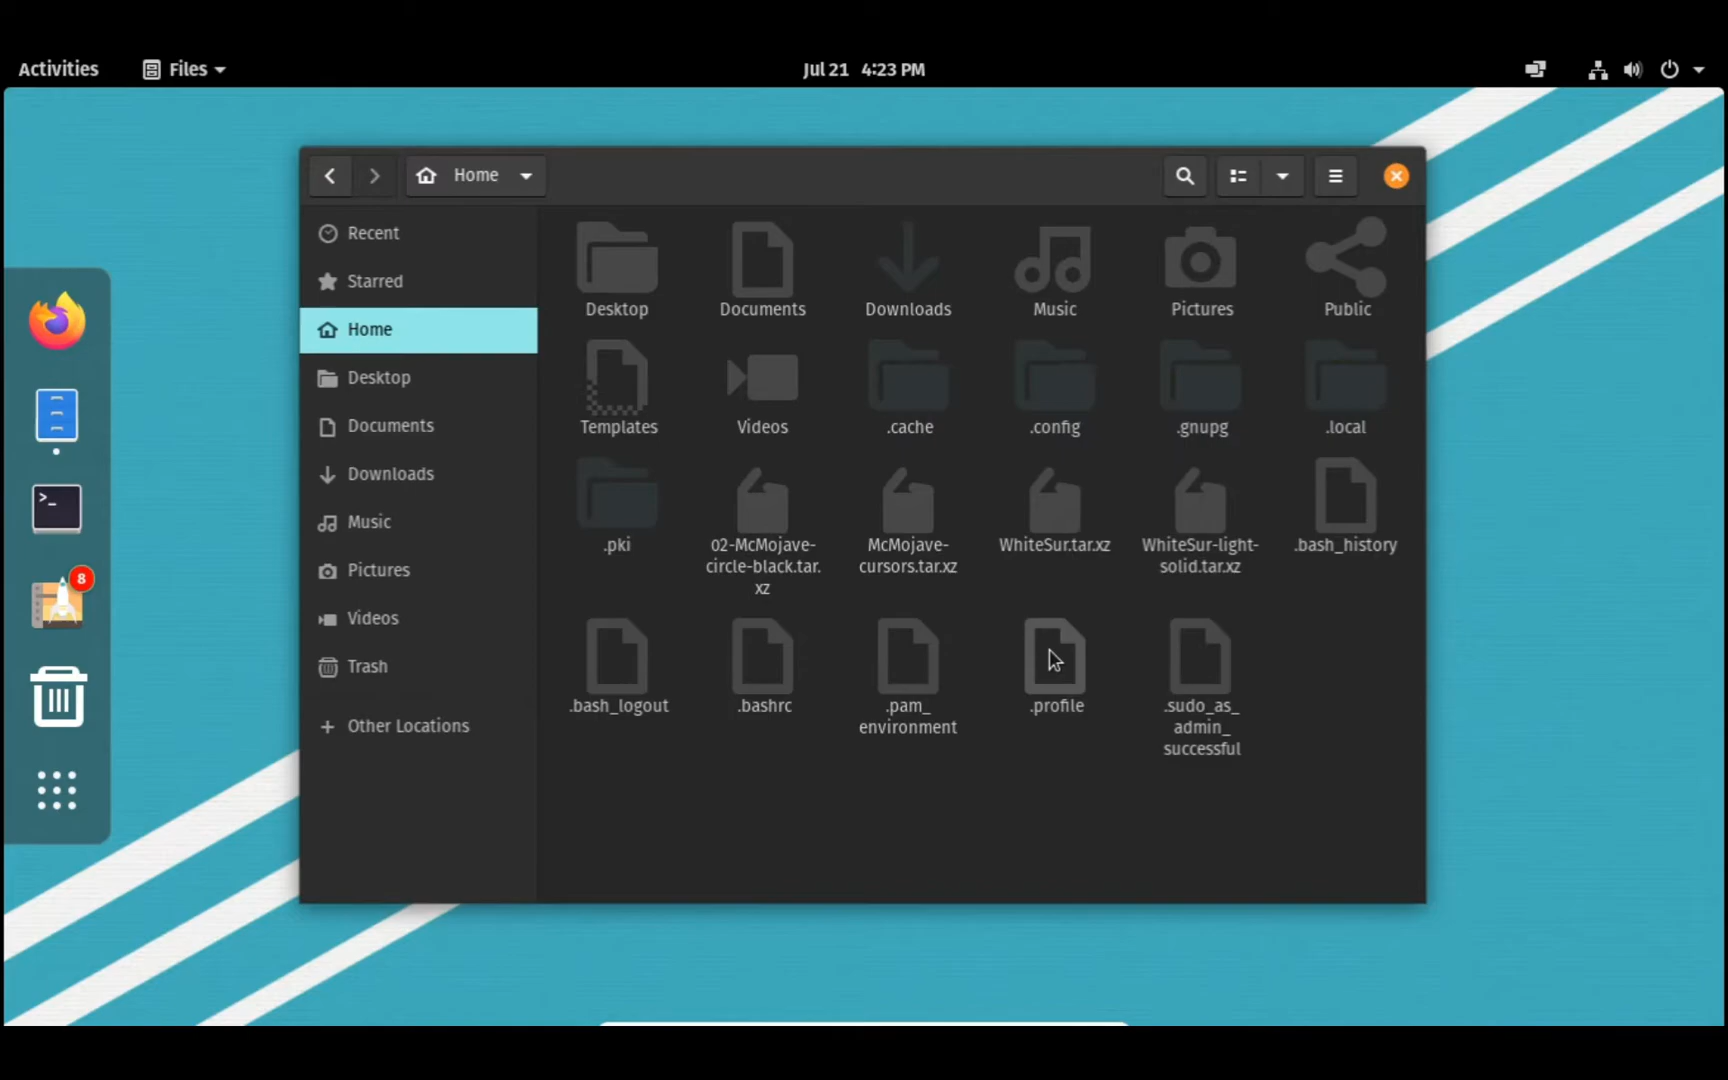 Activities
Files
Jul 21 4:23 PM
Home
Recent
Starred
Home
Desktop
Documents
Downloads
Music
Pictures
Videos
Trash
+ Other Locations
Desktop
Documents
Downloads
Music
Pictures
Public
Templates
Videos
.cache
.config
.gnupg
.local
.pki
02-McMojave-
circle-black.tar.
xz
McMojave-
cursors.tar.xz
WhiteSur.tar.xz
WhiteSur-light-
solid.tar.xz
.bash_history
.bash_logout
.bashrc
.pam_
environment
.profile
.sudo_as_
admin_
successful
>_
8